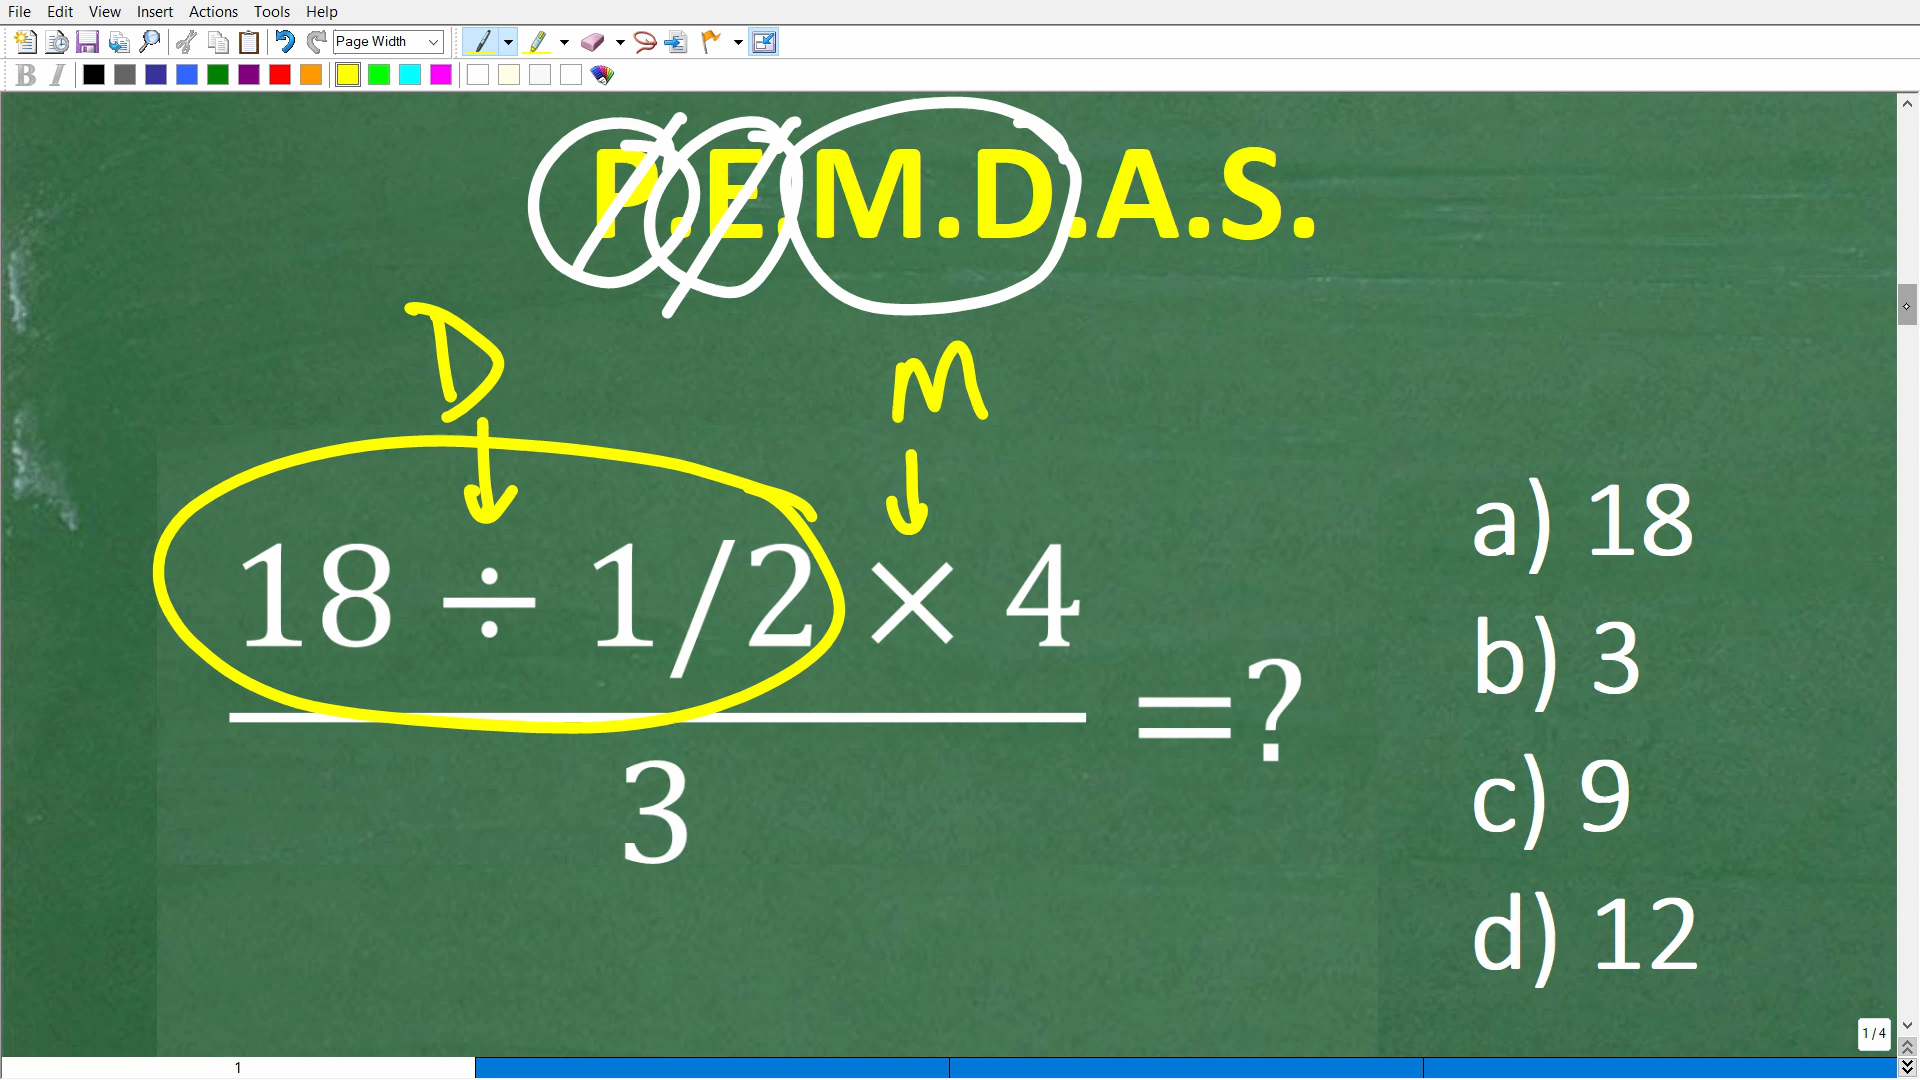 File Edit View Insert Actions Tools Help
Page Width
B I
P.E.M.D.A.S.
D M
18 ÷ 1/2 × 4
=?
3
a) 18
b) 3
c) 9
d) 12
1 / 4
1